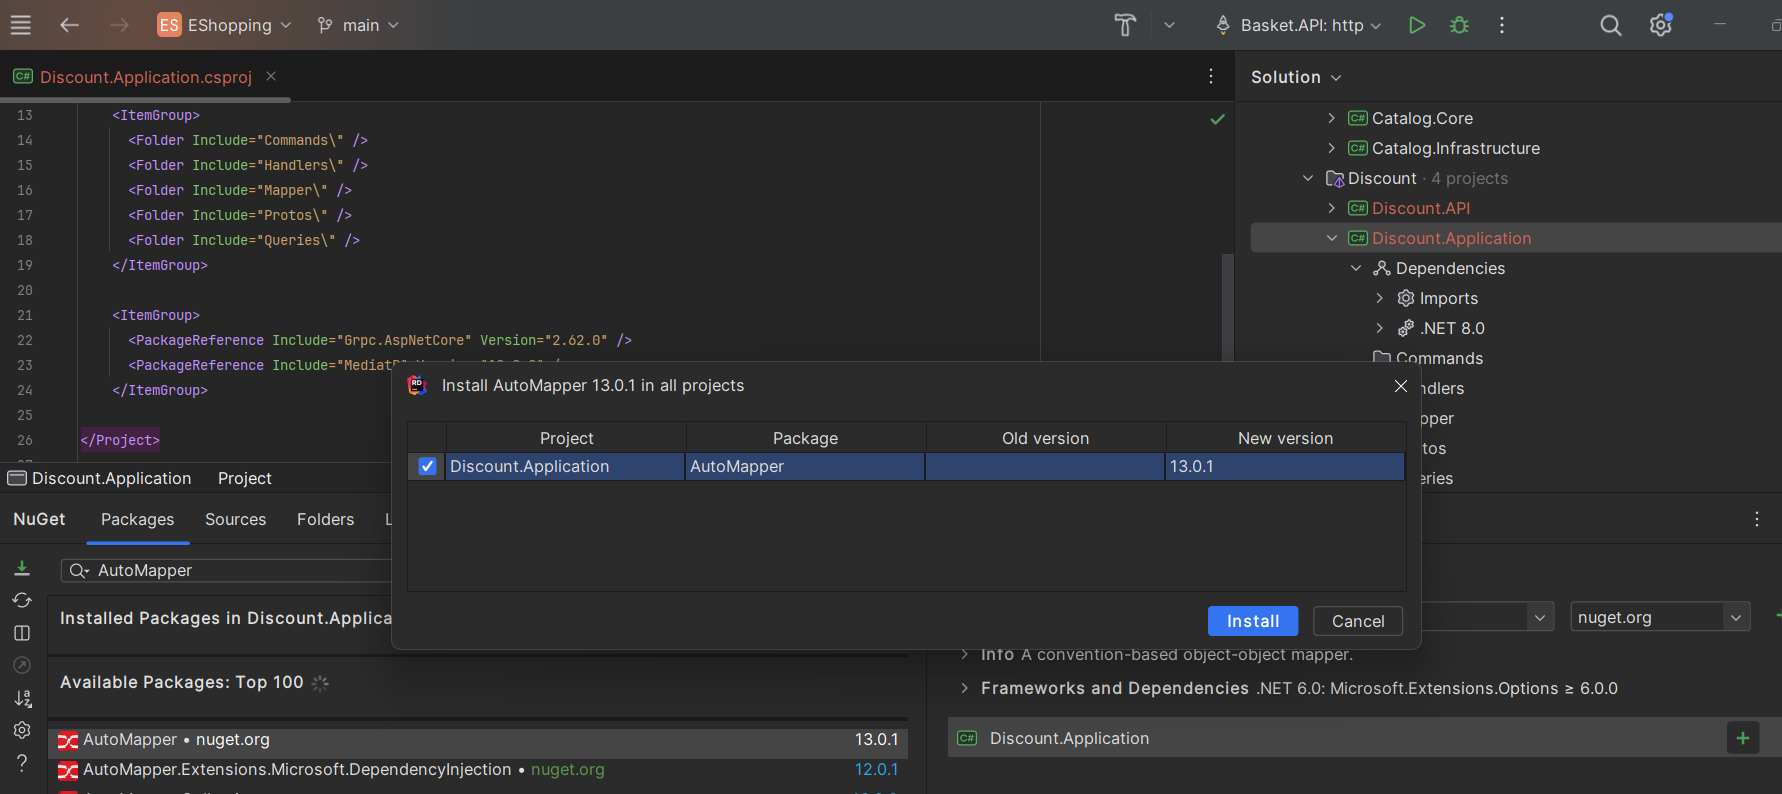 ES EShopping main Basket.API: http
C# Discount.Application.csproj
Solution
13 <ItemGroup>
14 <Folder Include="Commands\" />
15 <Folder Include="Handlers\" />
16 <Folder Include="Mapper\" />
17 <Folder Include="Protos\" />
18 <Folder Include="Queries\" />
19 </ItemGroup>
20
21 <ItemGroup>
22 <PackageReference Include="Grpc.AspNetCore" Version="2.62.0" />
23 <PackageReference Include="MediatR"
24 </ItemGroup>
25
26 </Project>
C# Catalog.Core
C# Catalog.Infrastructure
Discount · 4 projects
C# Discount.API
C# Discount.Application
Dependencies
Imports
.NET 8.0
Commands
ndlers
pper
tos
eries
RD Install AutoMapper 13.0.1 in all projects
Project Package Old version New version
Discount.Application AutoMapper 13.0.1
Install Cancel
Discount.Application Project
NuGet Packages Sources Folders L
AutoMapper
Installed Packages in Discount.Applica
Available Packages: Top 100
AutoMapper • nuget.org 13.0.1
AutoMapper.Extensions.Microsoft.DependencyInjection • nuget.org 12.0.1
nuget.org
Info A convention-based object-object mapper.
Frameworks and Dependencies .NET 6.0: Microsoft.Extensions.Options ≥ 6.0.0
C# Discount.Application